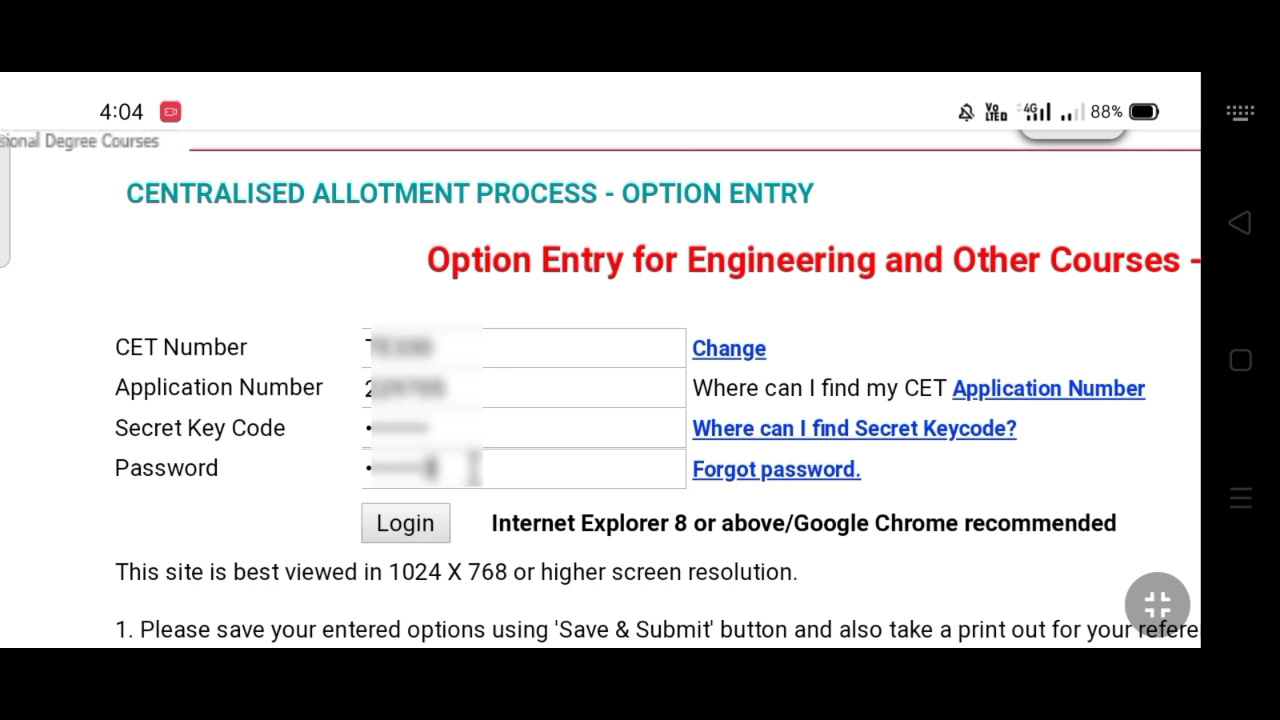 4:04 Vo LTED 4G 88%
sional Degree Courses
CENTRALISED ALLOTMENT PROCESS - OPTION ENTRY
Option Entry for Engineering and Other Courses -
CET Number Change
Application Number Where can I find my CET Application Number
Secret Key Code Where can I find Secret Keycode?
Password Forgot password.
Login Internet Explorer 8 or above/Google Chrome recommended
This site is best viewed in 1024 X 768 or higher screen resolution.
1. Please save your entered options using 'Save & Submit' button and also take a print out for your refere